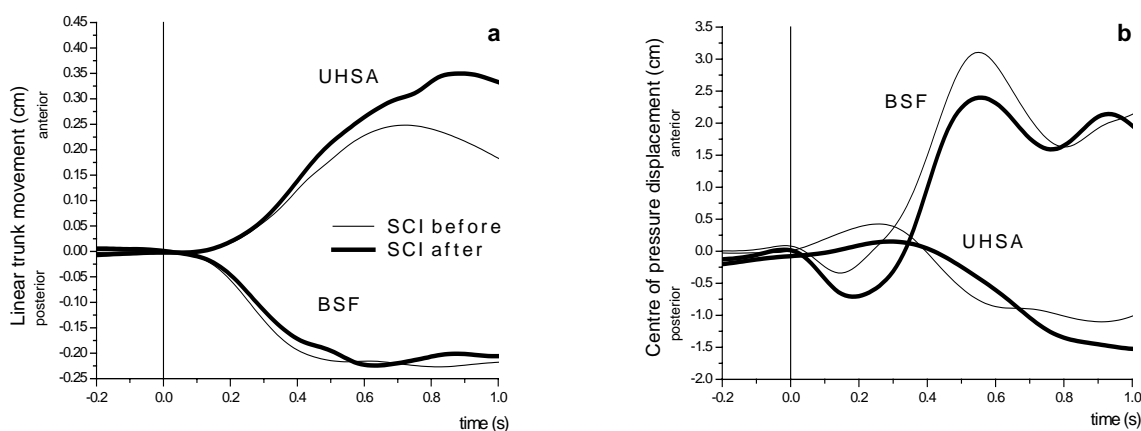 a
Linear trunk movement (cm)
posterior anterior
0.45
0.40
0.35
0.30
0.25
0.20
0.15
0.10
0.05
0.00
-0.05
-0.10
-0.15
-0.20
-0.25
UHSA
SCI before
SCI after
BSF
-0.2 0.0 0.2 0.4 0.6 0.8 1.0
time (s)
b
Centre of pressure displacement (cm)
posterior anterior
3.5
3.0
2.5
2.0
1.5
1.0
0.5
0.0
-0.5
-1.0
-1.5
-2.0
BSF
UHSA
-0.2 0.0 0.2 0.4 0.6 0.8 1.0
time (s)